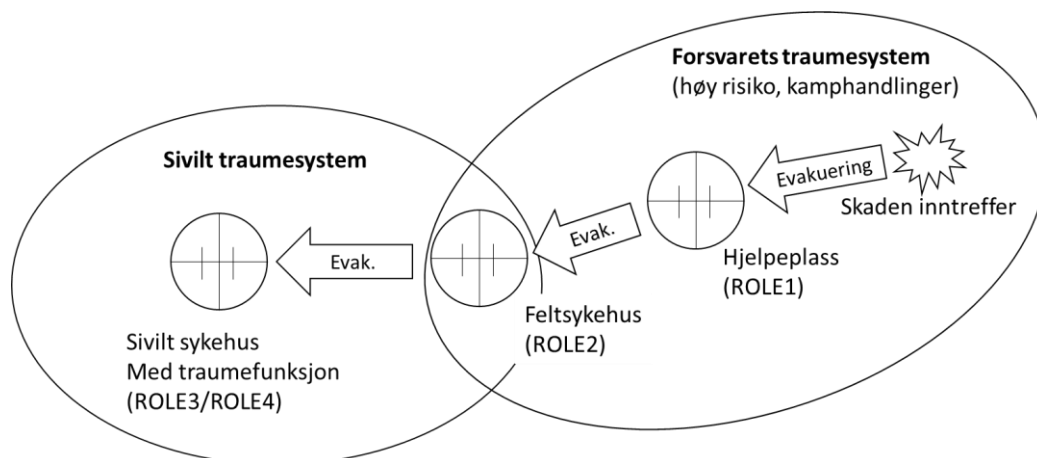 Forsvarets traumesystem
(høy risiko, kamphandlinger)
Sivilt traumesystem
Evakuering
Skaden inntreffer
Evak.
Evak.
Hjelpeplass
(ROLE1)
Feltsykehus
(ROLE2)
Sivilt sykehus
Med traumefunksjon
(ROLE3/ROLE4)